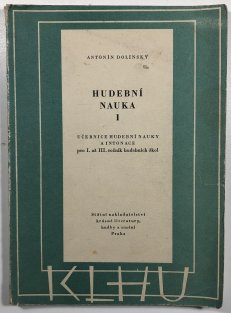 ANTONÍN DOLINSKÝ
HUDEBNÍ
NAUKA
I
UČEBNICE HUDEBNÍ NAUKY
A INTONACE
pro I. až III. ročník hudebních škol
Státní nakladatelství
krásné literatury,
hudby a umění
Praha
KLHU